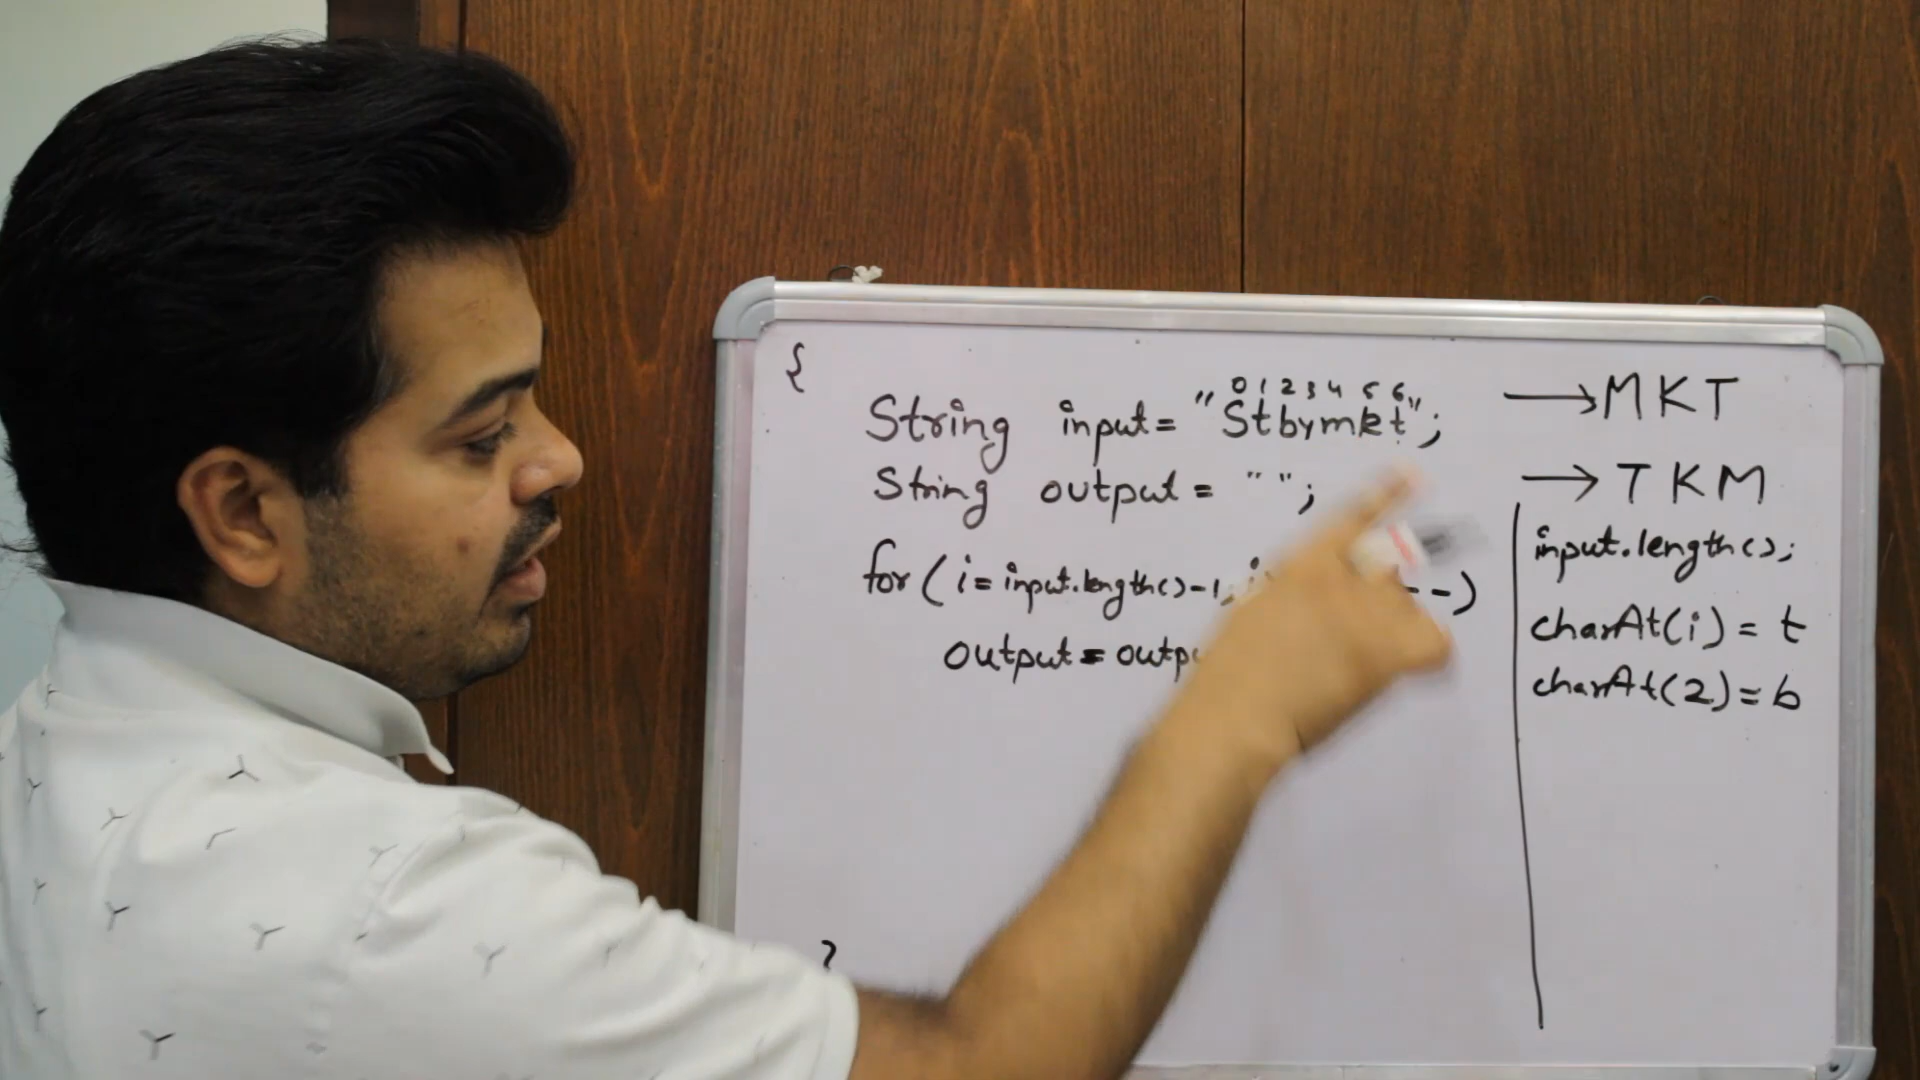 {
0 1 2 3 4 5 6
String input= "Stbymkt";
String output = " ";
for ( i= input.length()-1; i --)
output=
→ MKT
→ TKM
input.length();
charAt(i) = t
charAt(2) = b